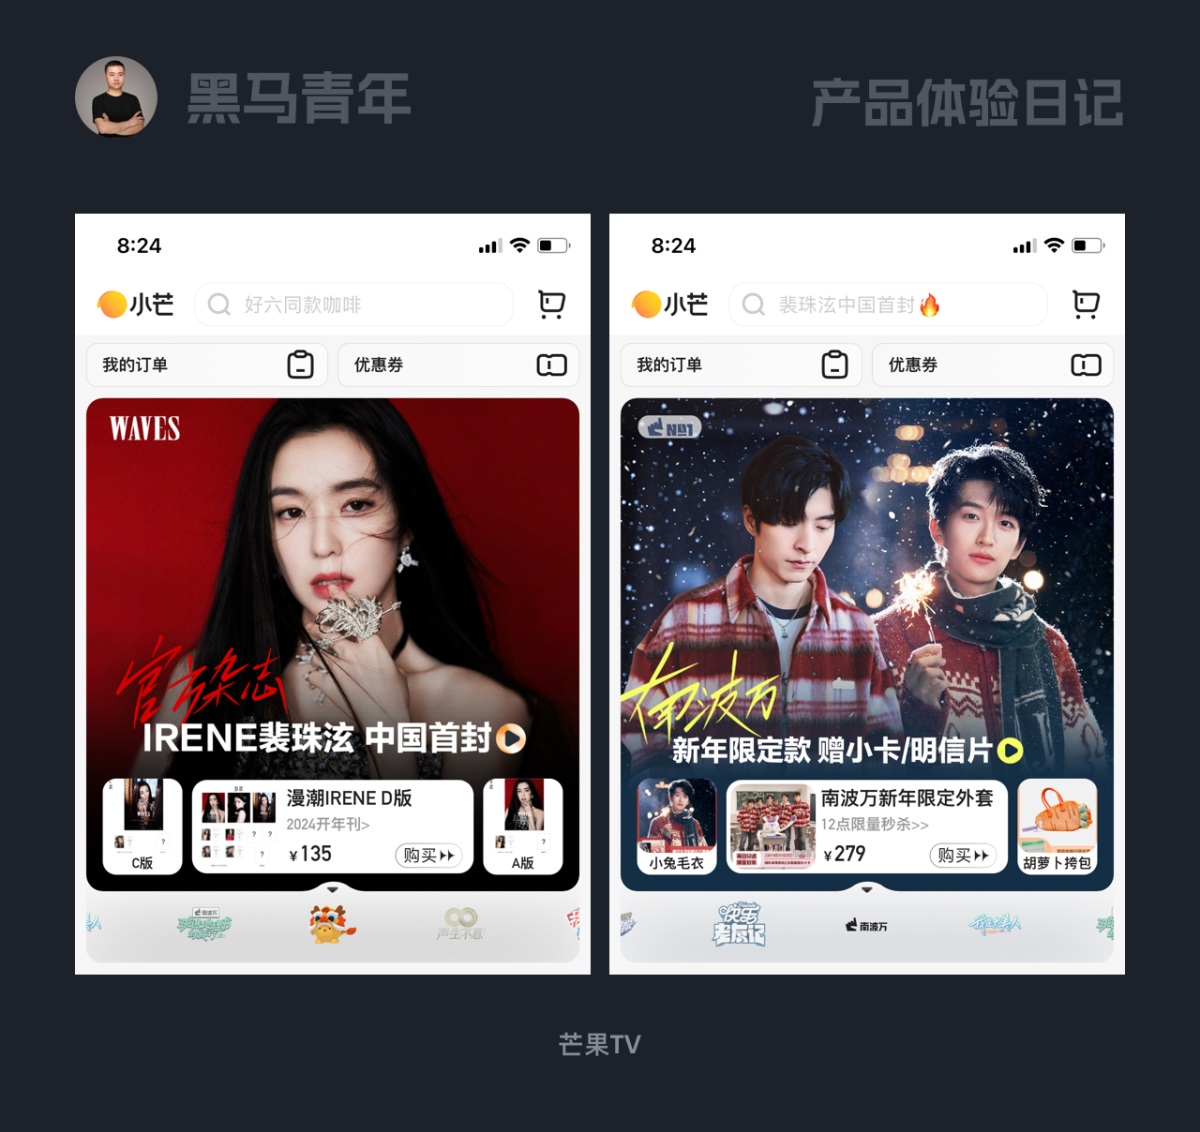 黑马青年
产品体验日记
8:24
小芒
好六同款咖啡
我的订单
优惠券
WAVES
官方杂志
IRENE裴珠泫 中国首封
C版
漫潮IRENE D版
2024开年刊>
¥135
购买
A版
南波万
声生不息
8:24
小芒
裴珠泫中国首封
我的订单
优惠券
NO1
南波万
新年限定款 赠小卡/明信片
小兔毛衣
南波万新年限定外套
12点限量秒杀>>
¥279
购买
胡萝卜挎包
快乐
老友记
南波万
芒果TV